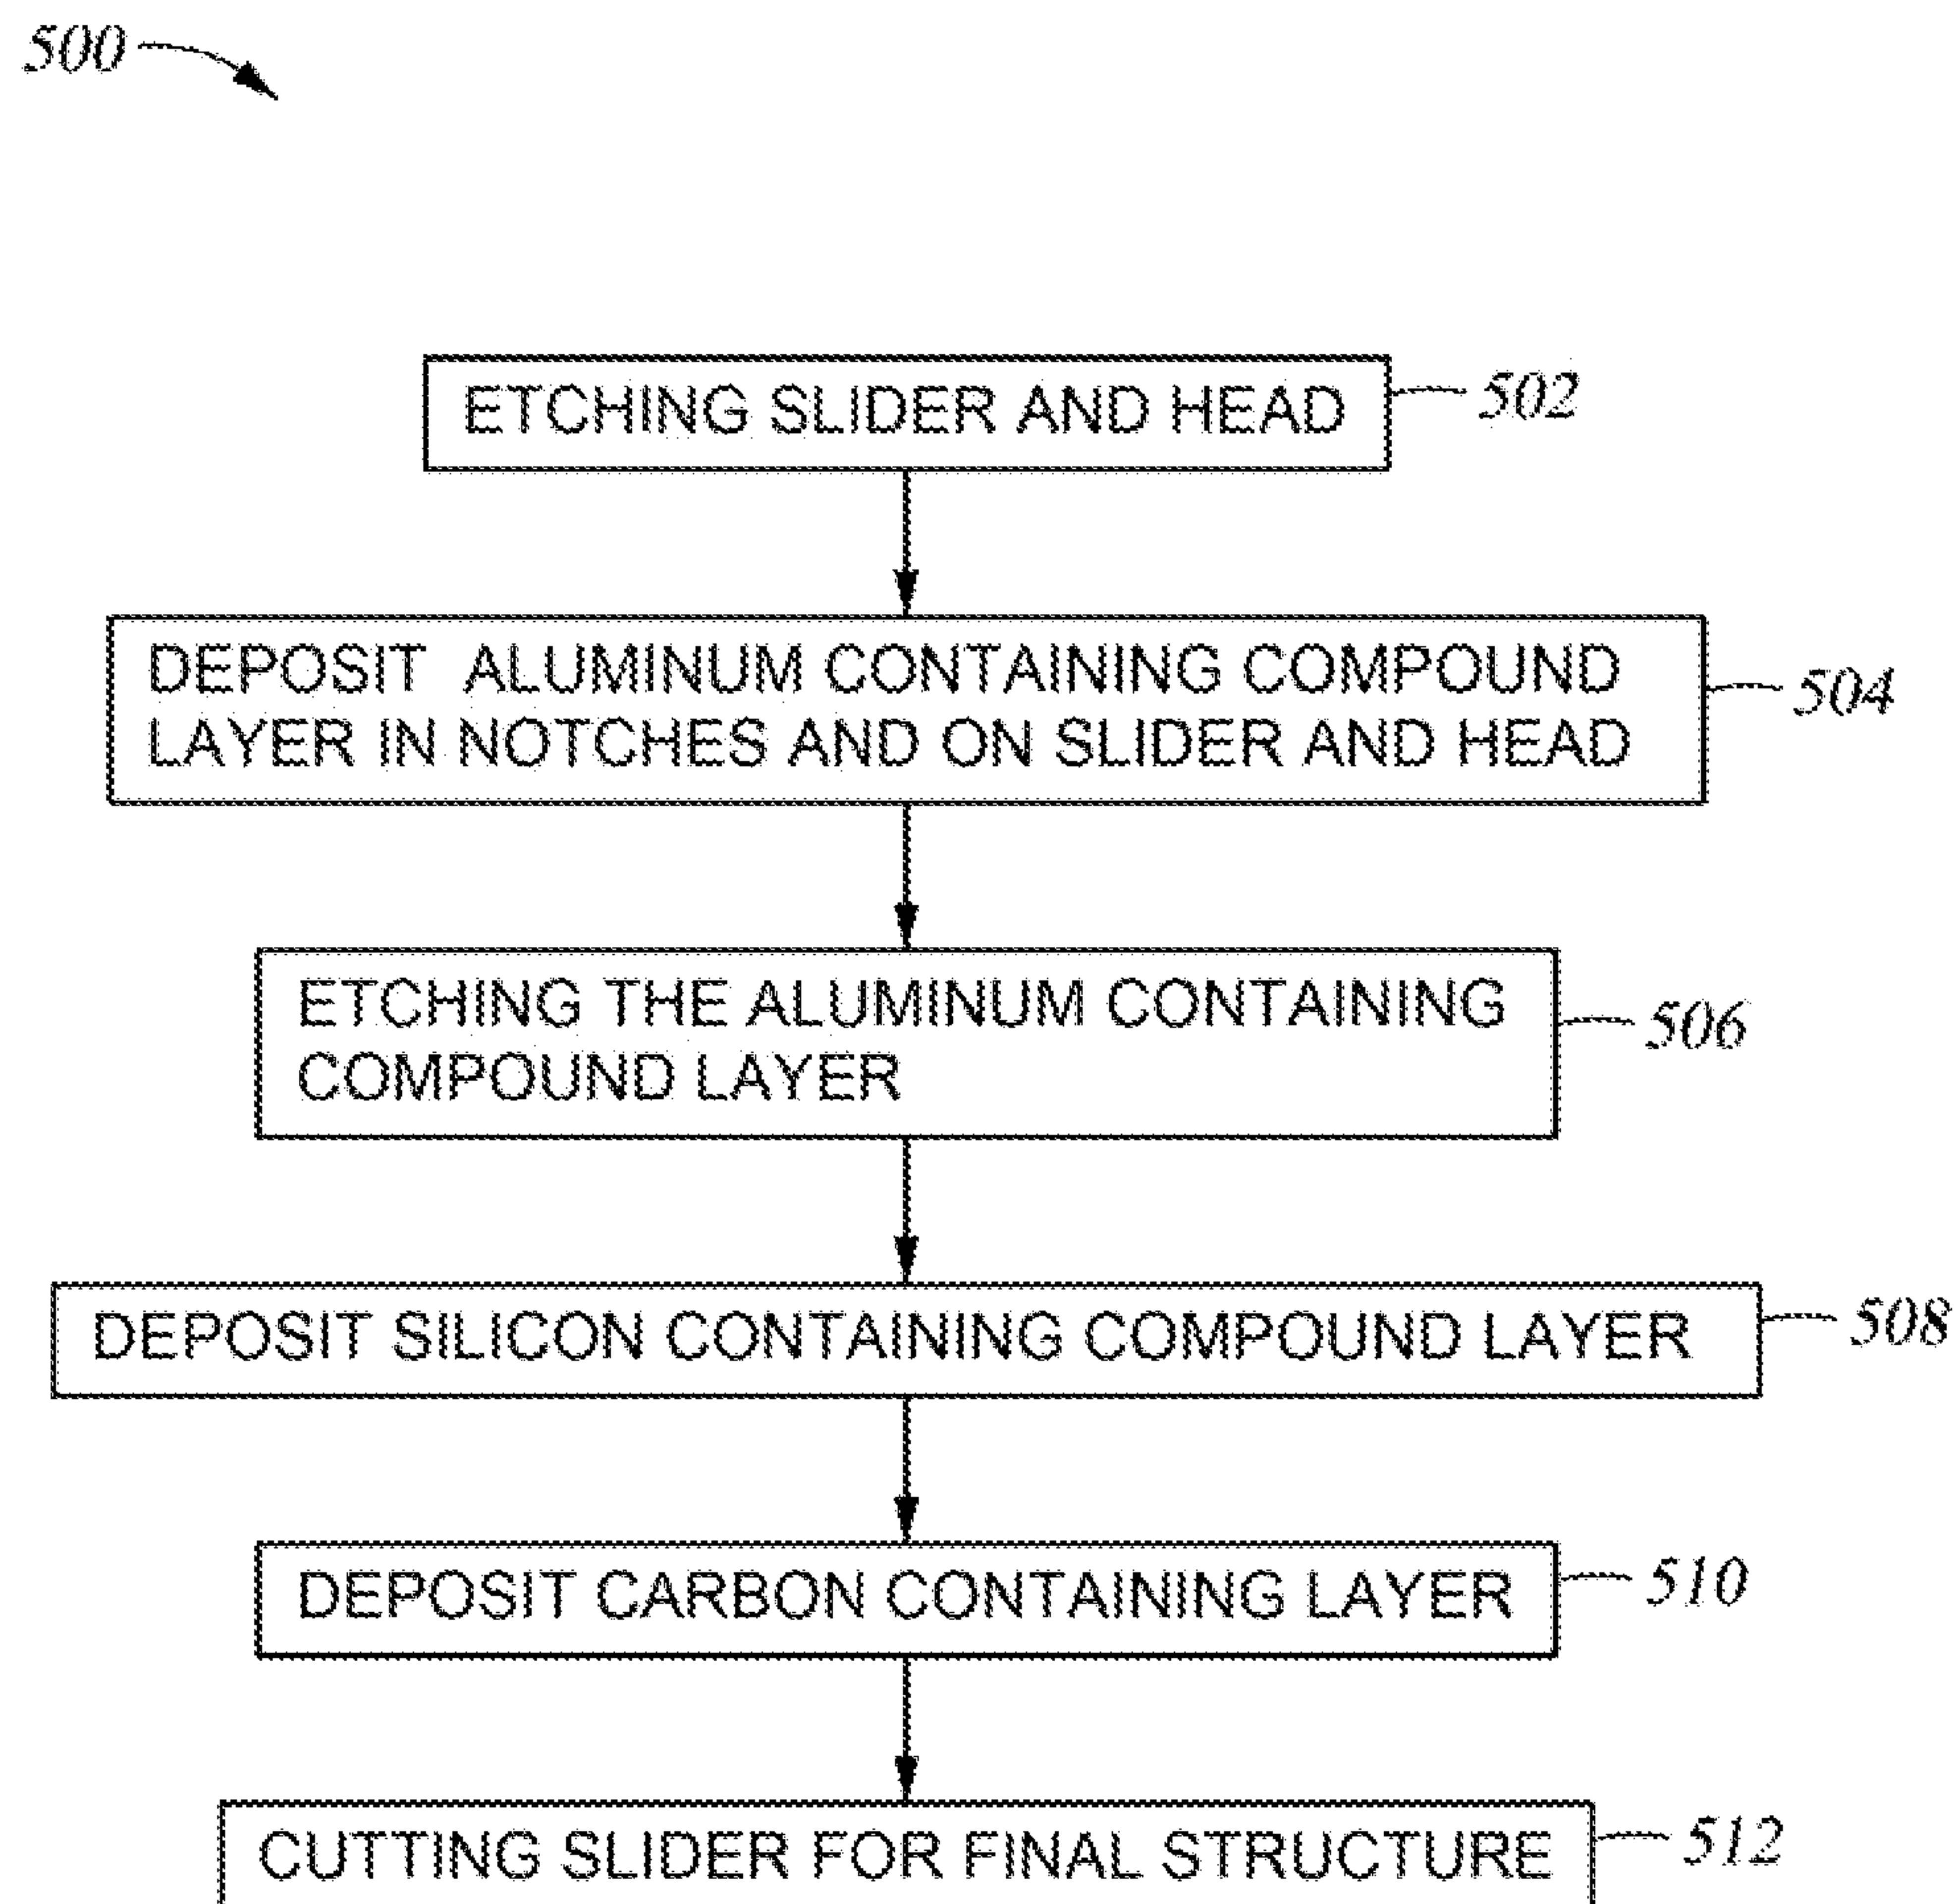 500
ETCHING SLIDER AND HEAD
502
DEPOSIT ALUMINUM CONTAINING COMPOUND
LAYER IN NOTCHES AND ON SLIDER AND HEAD
504
ETCHING THE ALUMINUM CONTAINING
COMPOUND LAYER
506
DEPOSIT SILICON CONTAINING COMPOUND LAYER
508
DEPOSIT CARBON CONTAINING LAYER
510
CUTTING SLIDER FOR FINAL STRUCTURE
512